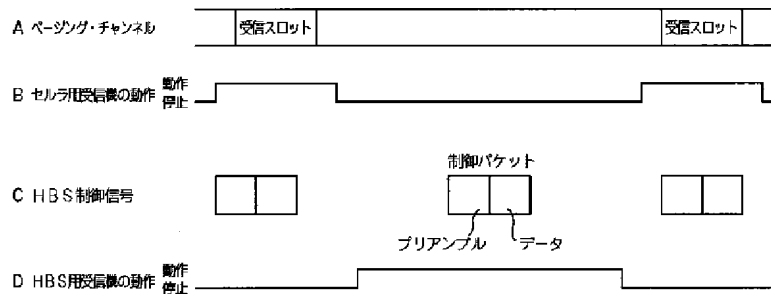 A ページング・チャンネル
受信スロット
受信スロット
B セルラ用受信機の動作
動作
停止
制御パケット
C HBS制御信号
プリアンブル
データ
D HBS用受信機の動作
動作
停止